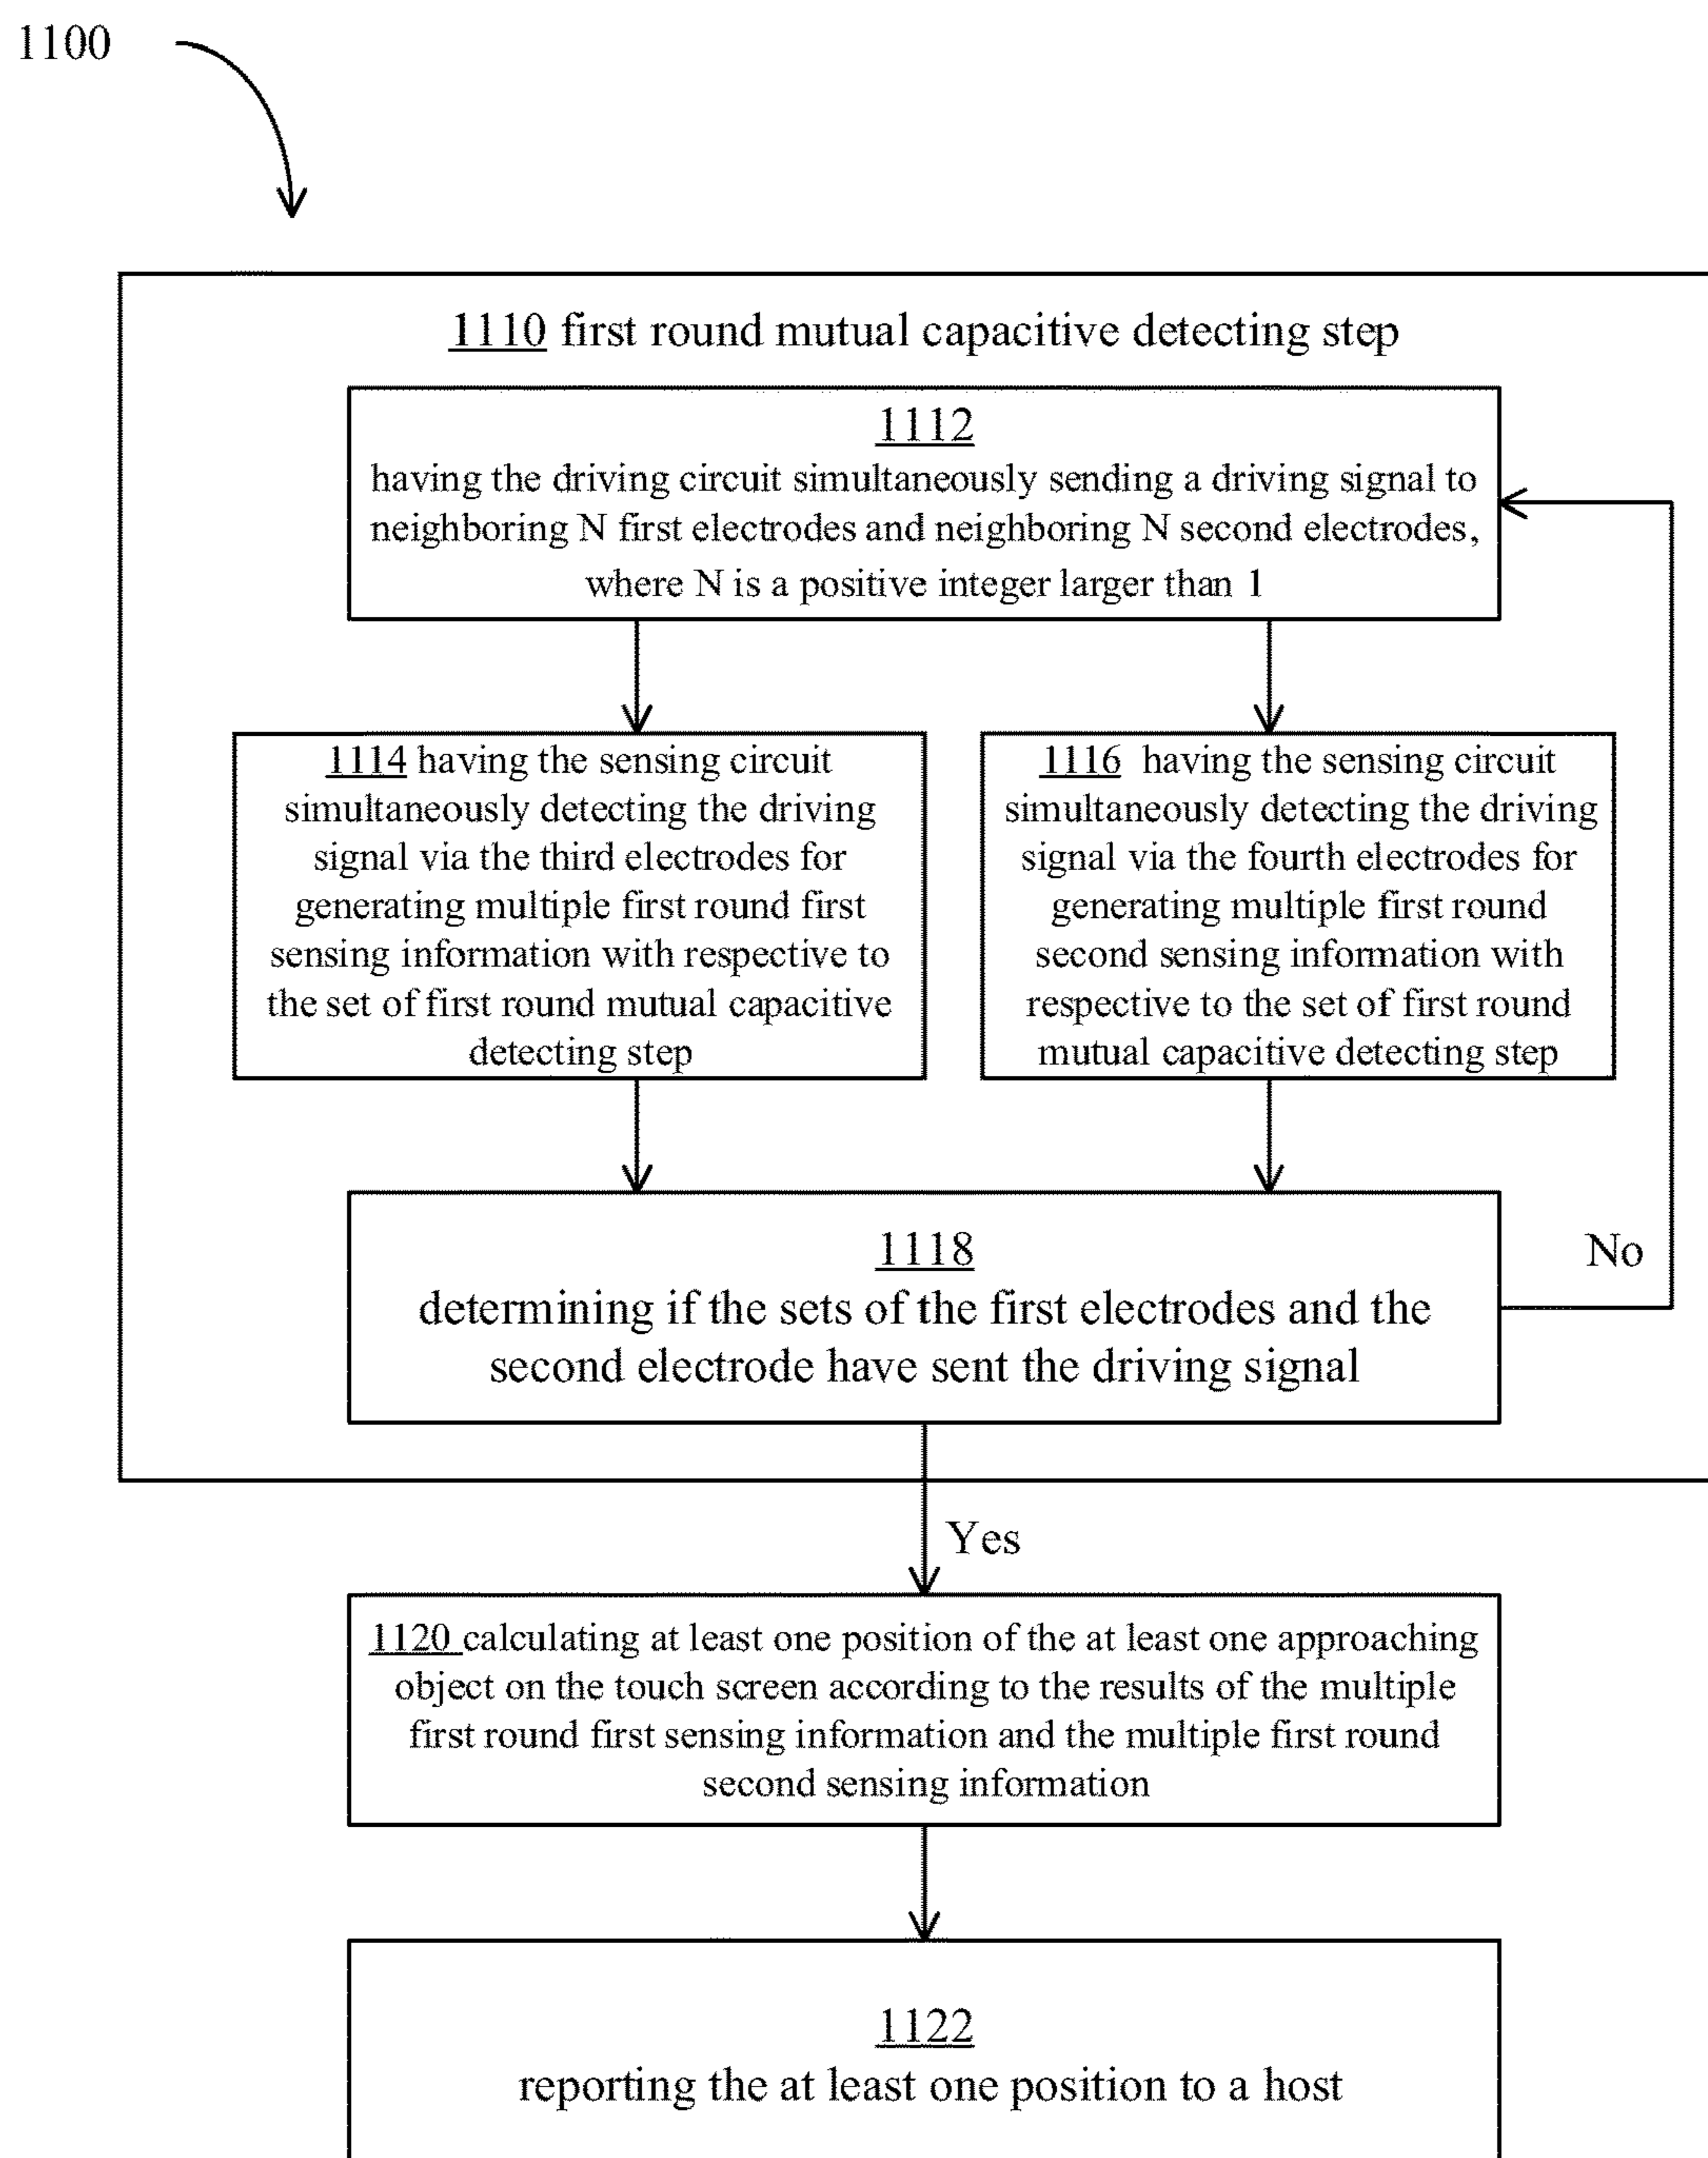 1100
1110 first round mutual capacitive detecting step
1112
having the driving circuit simultaneously sending a driving signal to
neighboring N first electrodes and neighboring N second electrodes,
where N is a positive integer larger than 1
1114 having the sensing circuit
simultaneously detecting the driving
signal via the third electrodes for
generating multiple first round first
sensing information with respective to
the set of first round mutual capacitive
detecting step
1116 having the sensing circuit
simultaneously detecting the driving
signal via the fourth electrodes for
generating multiple first round
second sensing information with
respective to the set of first round
mutual capacitive detecting step
1118
determining if the sets of the first electrodes and the
second electrode have sent the driving signal
No
Yes
1120 calculating at least one position of the at least one approaching
object on the touch screen according to the results of the multiple
first round first sensing information and the multiple first round
second sensing information
1122
reporting the at least one position to a host